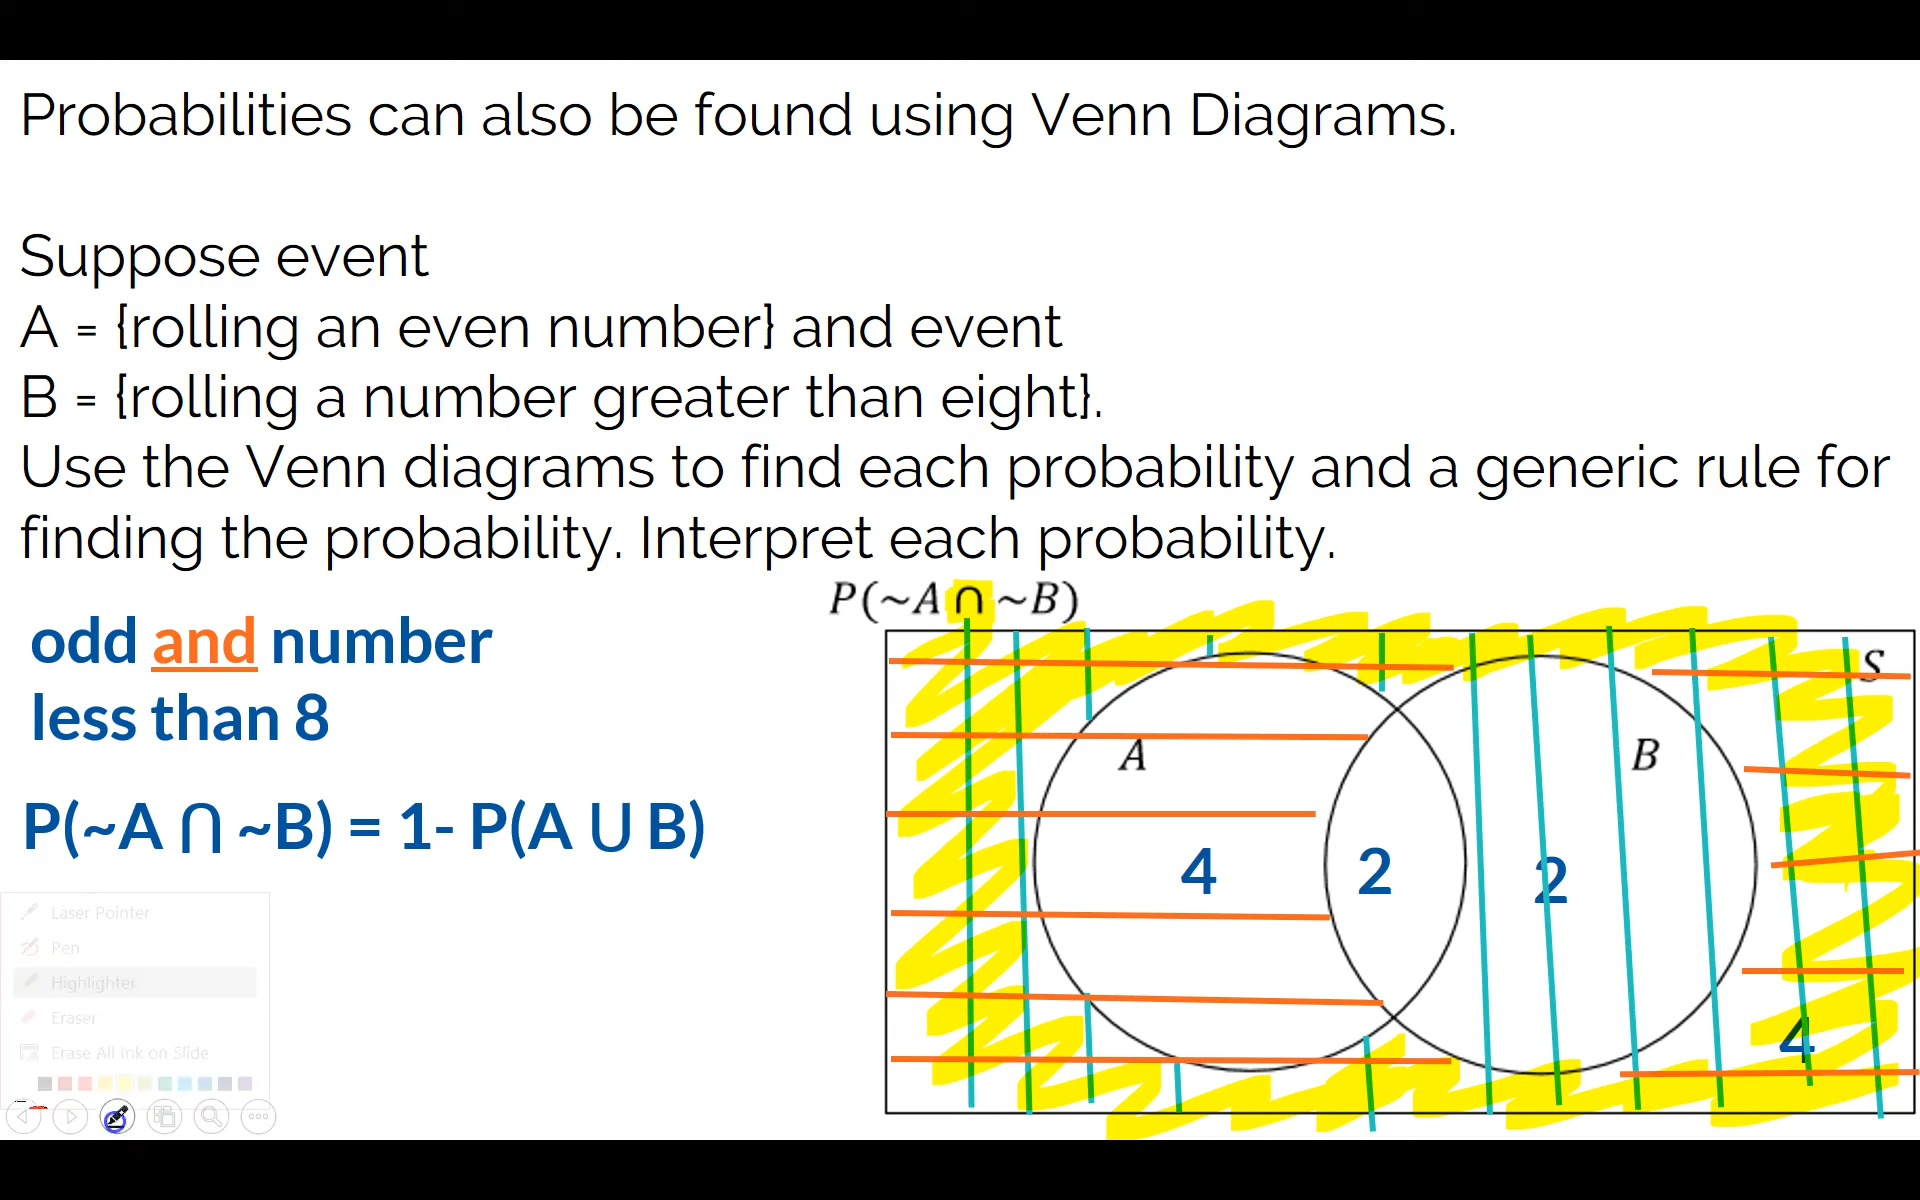 Probabilities can also be found using Venn Diagrams.
Suppose event
A = {rolling an even number} and event
B = {rolling a number greater than eight}.
Use the Venn diagrams to find each probability and a generic rule for
finding the probability. Interpret each probability.
P(~A ∩ ~B)
odd and number
less than 8
P(~A ∩ ~B) = 1- P(A ∪ B)
S
A
B
4
2
2
4
Laser Pointer
Pen
Highlighter
Eraser
Erase All Ink on Slide